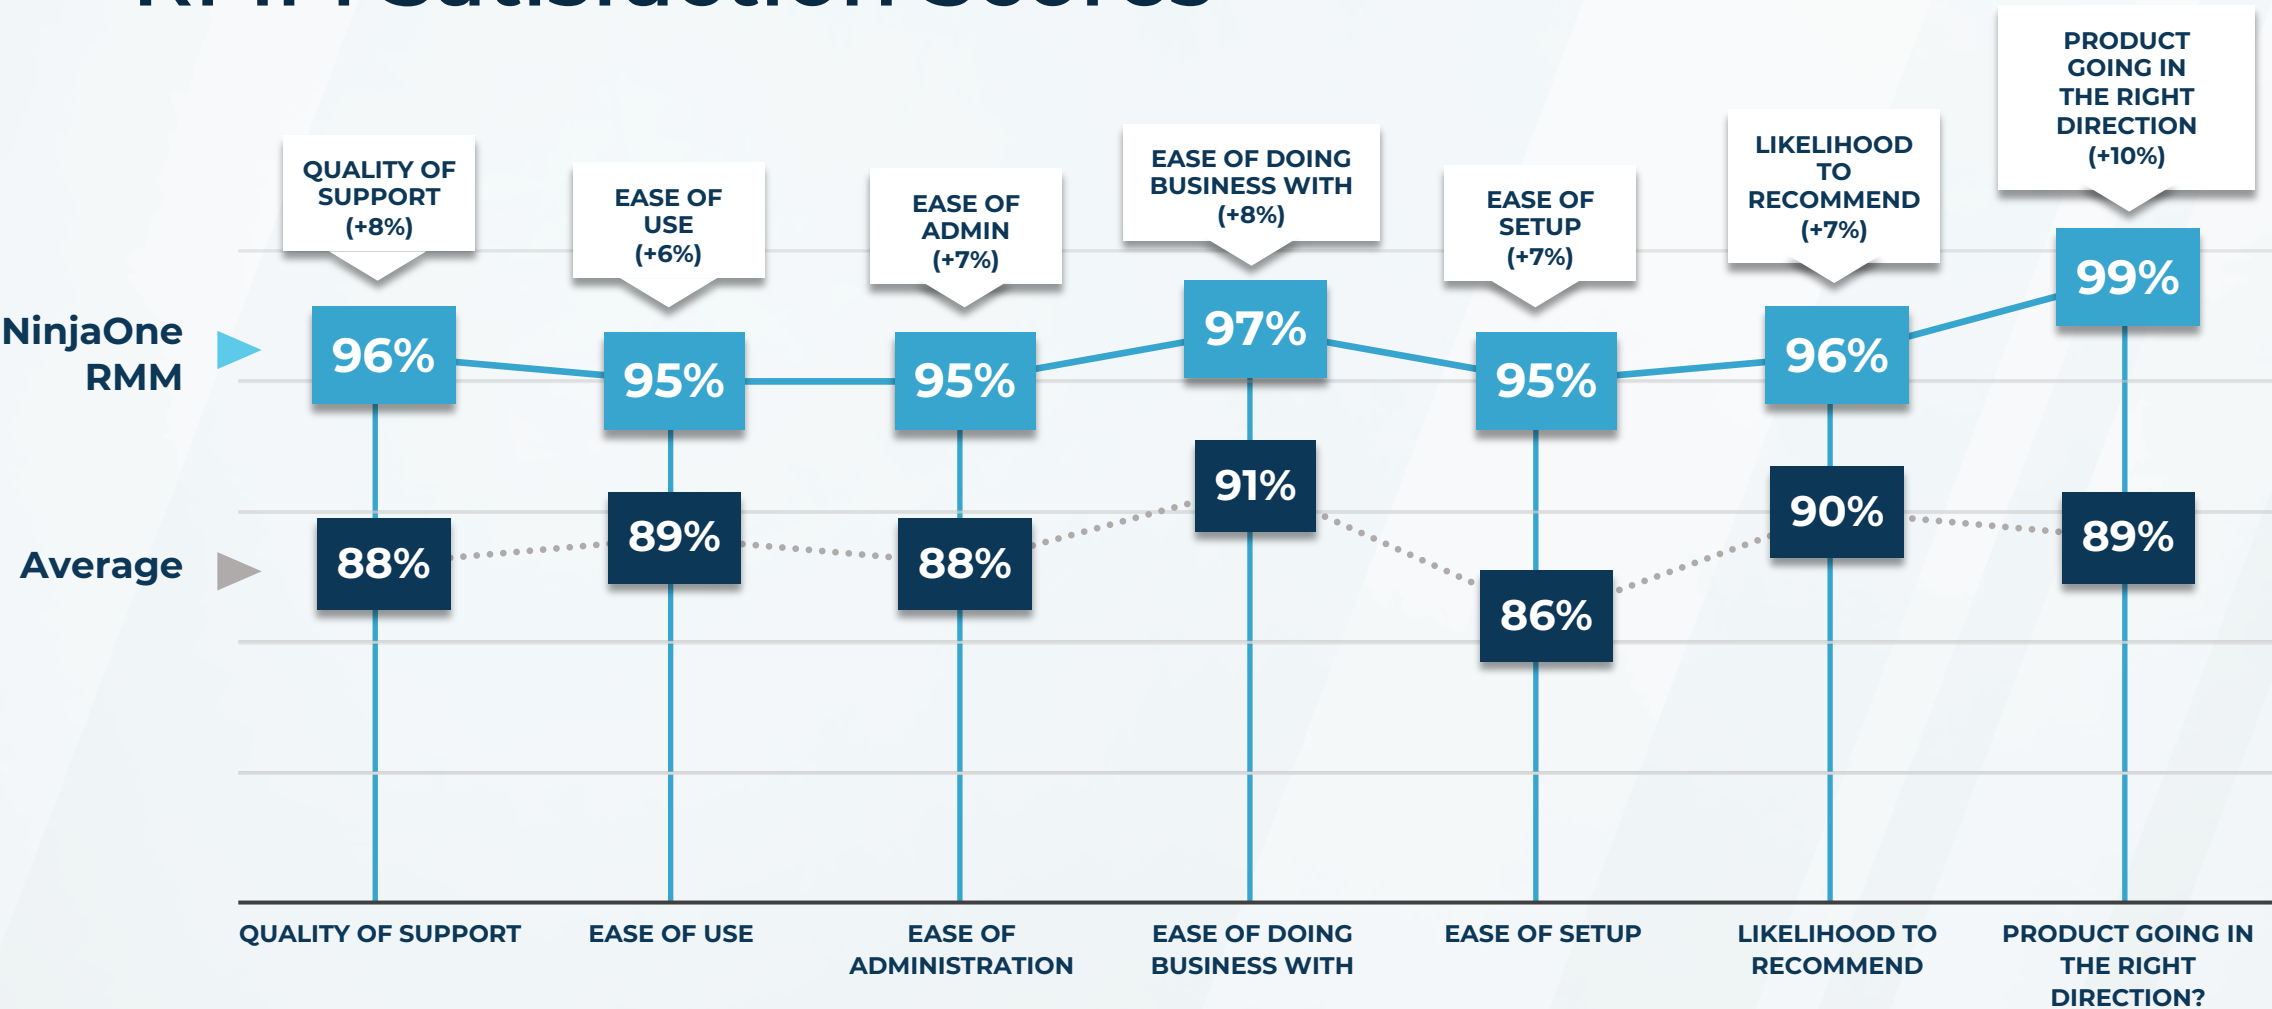 RMM Satisfaction Scores
PRODUCT
GOING IN
THE RIGHT
DIRECTION
(+10%)
LIKELIHOOD
TO
RECOMMEND
(+7%)
EASE OF DOING
BUSINESS WITH
(+8%)
QUALITY OF
SUPPORT
(+8%)
EASE OF
USE
(+6%)
EASE OF
ADMIN
(+7%)
EASE OF
SETUP
(+7%)
NinjaOne
RMM
96%
95%
95%
97%
95%
96%
99%
Average
88%
89%
88%
91%
86%
90%
89%
QUALITY OF SUPPORT
EASE OF USE
EASE OF
ADMINISTRATION
EASE OF DOING
BUSINESS WITH
EASE OF SETUP
LIKELIHOOD TO
RECOMMEND
PRODUCT GOING IN
THE RIGHT
DIRECTION?